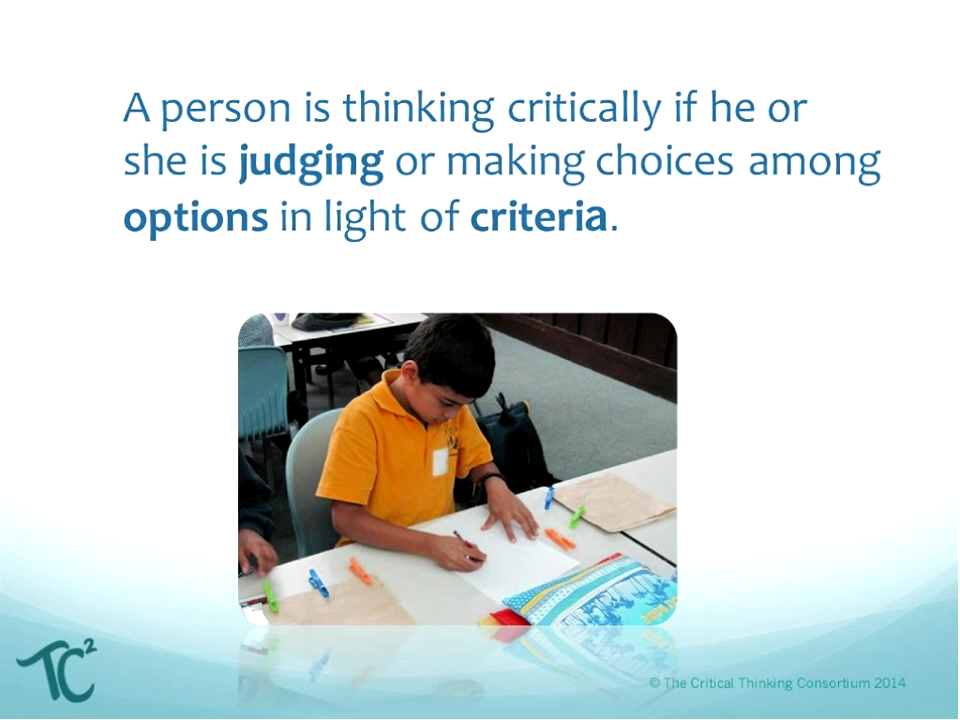 A person is thinking critically if he or
she is judging or making choices among
options in light of criteria.
TC²
© The Critical Thinking Consortium 2014